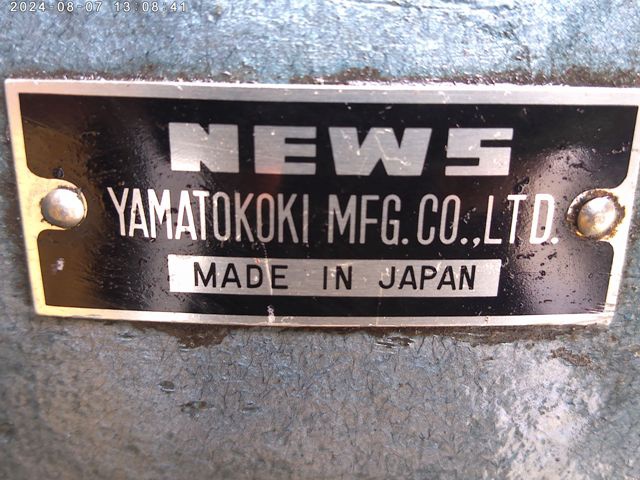 2024-08-07 13:08:41
NEWS
YAMATOKOKI MFG. CO., LTD.
MADE IN JAPAN